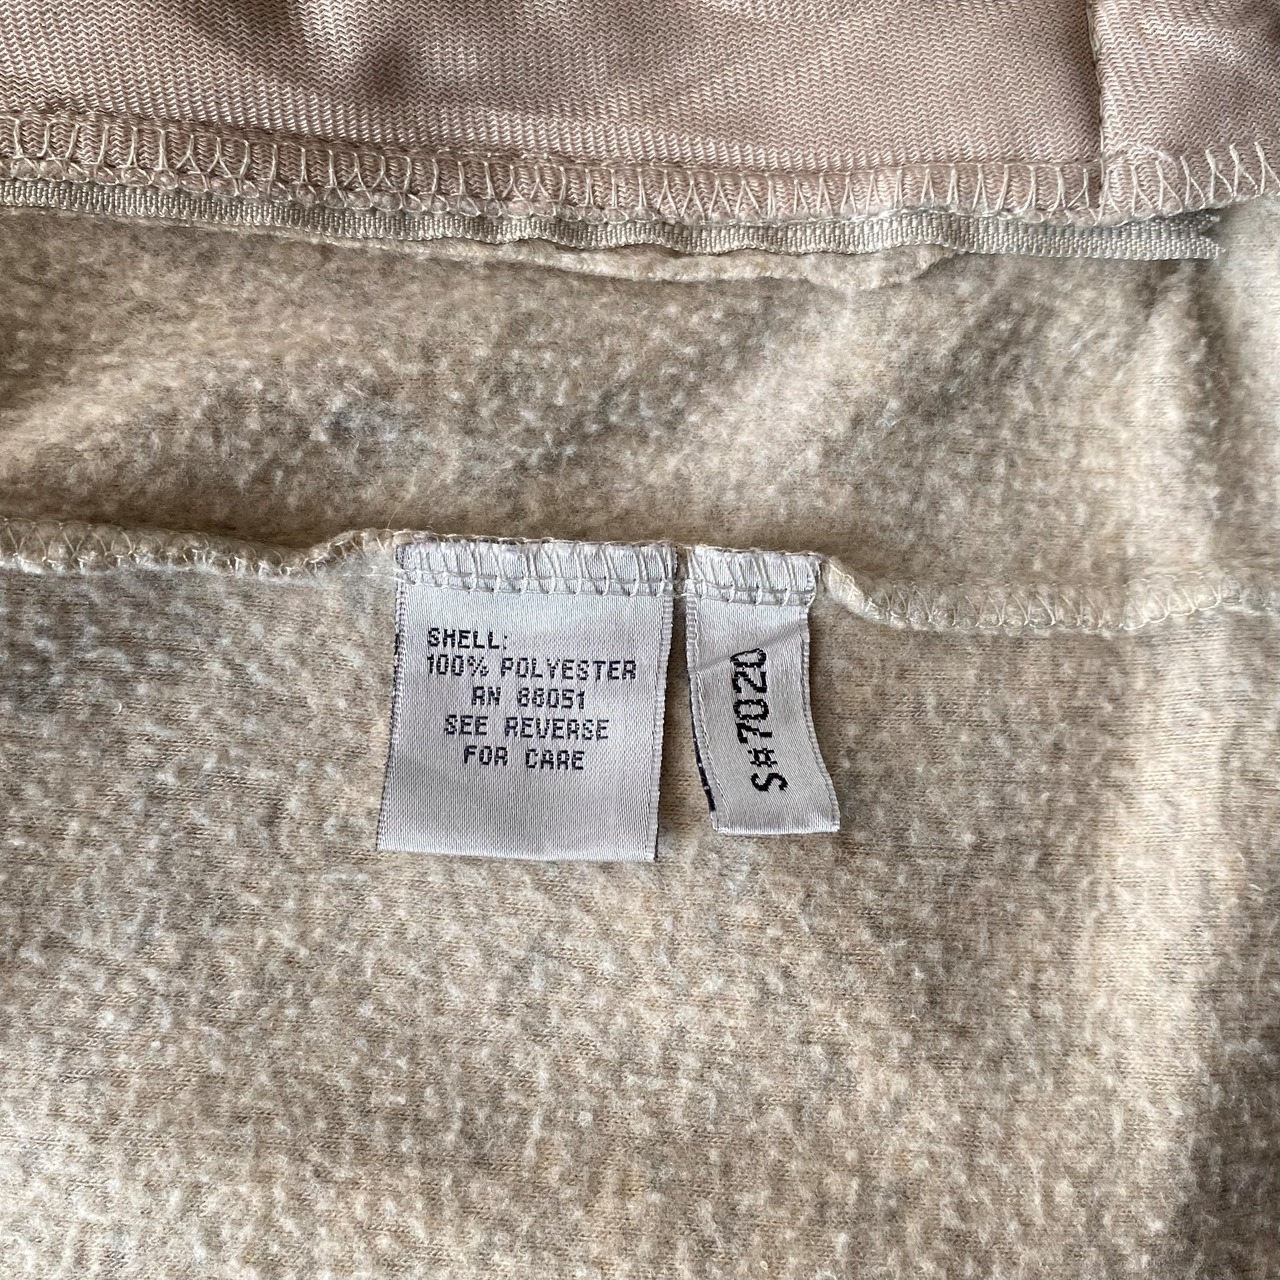 SHELL:
100% POLYESTER
RN 88051
SEE REVERSE
FOR CARE
S#7020